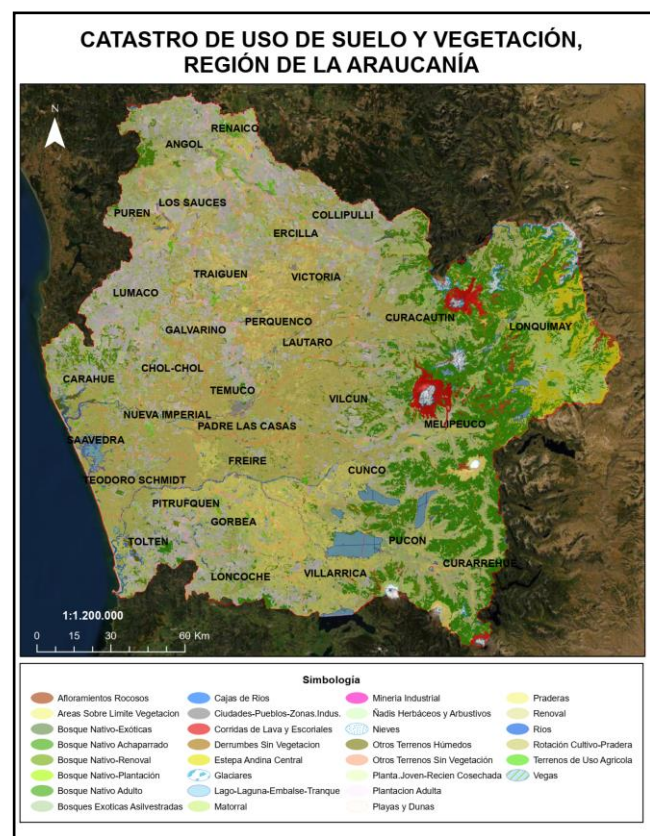 CATASTRO DE USO DE SUELO Y VEGETACIÓN,
REGIÓN DE LA ARAUCANÍA
N
RENAICO
ANGOL
LOS SAUCES
PUREN
COLLIPULLI
ERCILLA
TRAIGUEN
VICTORIA
LUMACO
PERQUENCO
CURACAUTIN
LONQUIMAY
GALVARINO
LAUTARO
CHOL-CHOL
CARAHUE
TEMUCO
VILCUN
NUEVA IMPERIAL
PADRE LAS CASAS
MELIPEUCO
SAAVEDRA
FREIRE
CUNCO
TEODORO SCHMIDT
PITRUFQUEN
GORBEA
TOLTEN
PUCON
CURARREHUE
LONCOCHE
VILLARRICA
1:1.200.000
0 15 30 60 Km
Simbología
Afloramientos Rocosos
Areas Sobre Limite Vegetacion
Bosque Nativo-Exóticas
Bosque Nativo Achaparrado
Bosque Nativo-Renoval
Bosque Nativo-Plantación
Bosque Nativo Adulto
Bosques Exoticas Asilvestradas
Cajas de Rios
Ciudades-Pueblos-Zonas.Indus.
Corridas de Lava y Escoriales
Derrumbes Sin Vegetacion
Estepa Andina Central
Glaciares
Lago-Laguna-Embalse-Tranque
Matorral
Mineria Industrial
Ñadis Herbáceos y Arbustivos
Nieves
Otros Terrenos Húmedos
Otros Terrenos Sin Vegetación
Planta.Joven-Recien Cosechada
Plantacion Adulta
Playas y Dunas
Praderas
Renoval
Ríos
Rotación Cultivo-Pradera
Terrenos de Uso Agricola
Vegas